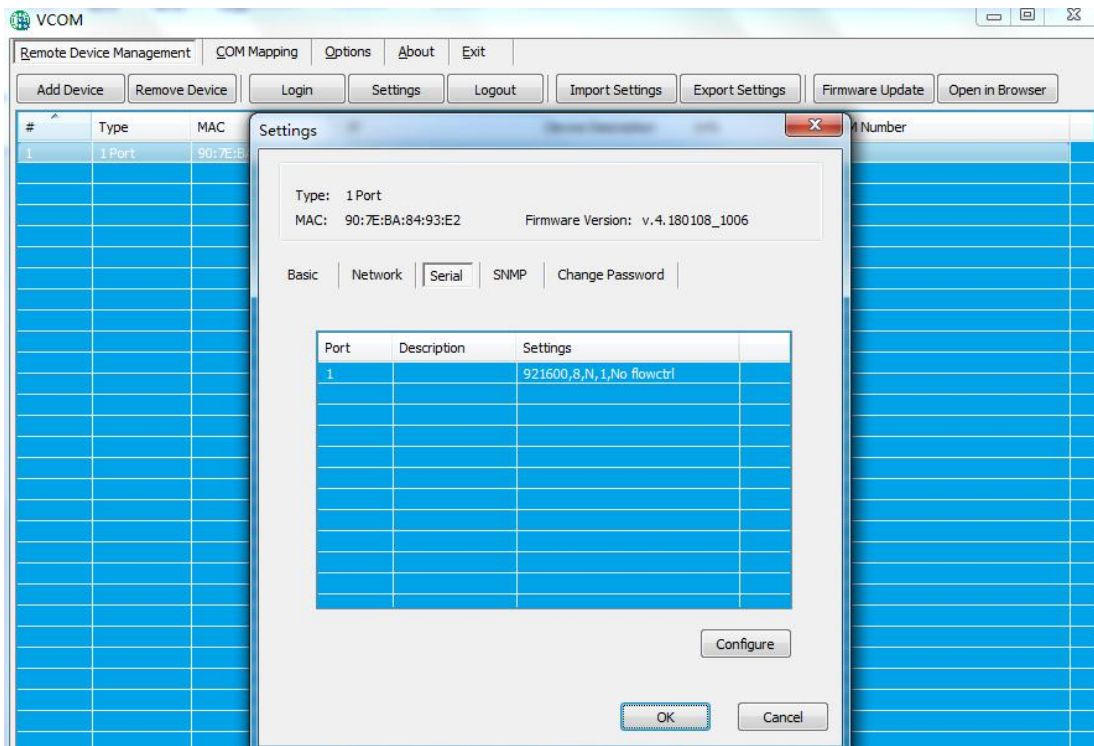 VCOM
Remote Device Management COM Mapping Options About Exit
Add Device Remove Device Login Settings Logout Import Settings Export Settings Firmware Update Open in Browser
# Type MAC Number
1 1 Port 90:7E:B
Settings
Type: 1 Port
MAC: 90:7E:BA:84:93:E2 Firmware Version: v.4.180108_1006
Basic Network Serial SNMP Change Password
Port Description Settings
1 921600,8,N,1,No flowctrl
Configure
OK Cancel